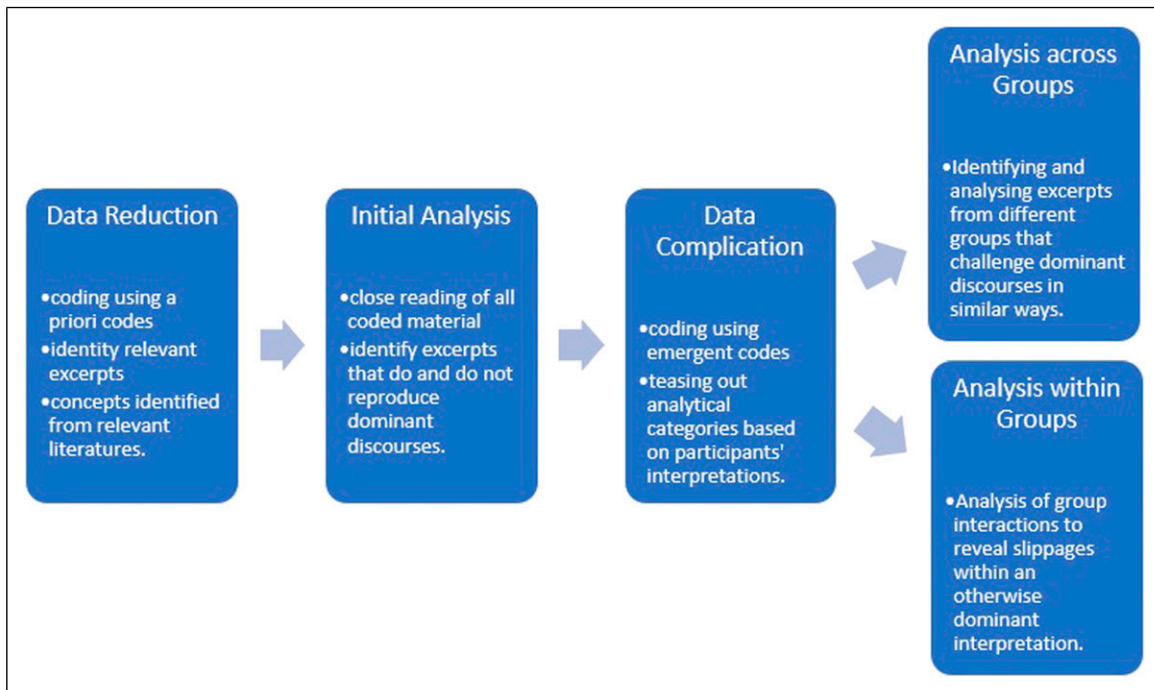 Data Reduction
•coding using a
priori codes
•identity relevant
excerpts
•concepts identified
from relevant
literatures.
Initial Analysis
•close reading of all
coded material
•identify excerpts
that do and do not
reproduce
dominant
discourses.
Data
Complication
•coding using
emergent codes
•teasing out
analytical
categories based
on participants'
interpretations.
Analysis across
Groups
•Identifying and
analysing excerpts
from different
groups that
challenge dominant
discourses in
similar ways.
Analysis within
Groups
•Analysis of group
interactions to
reveal slippages
within an
otherwise
dominant
interpretation.